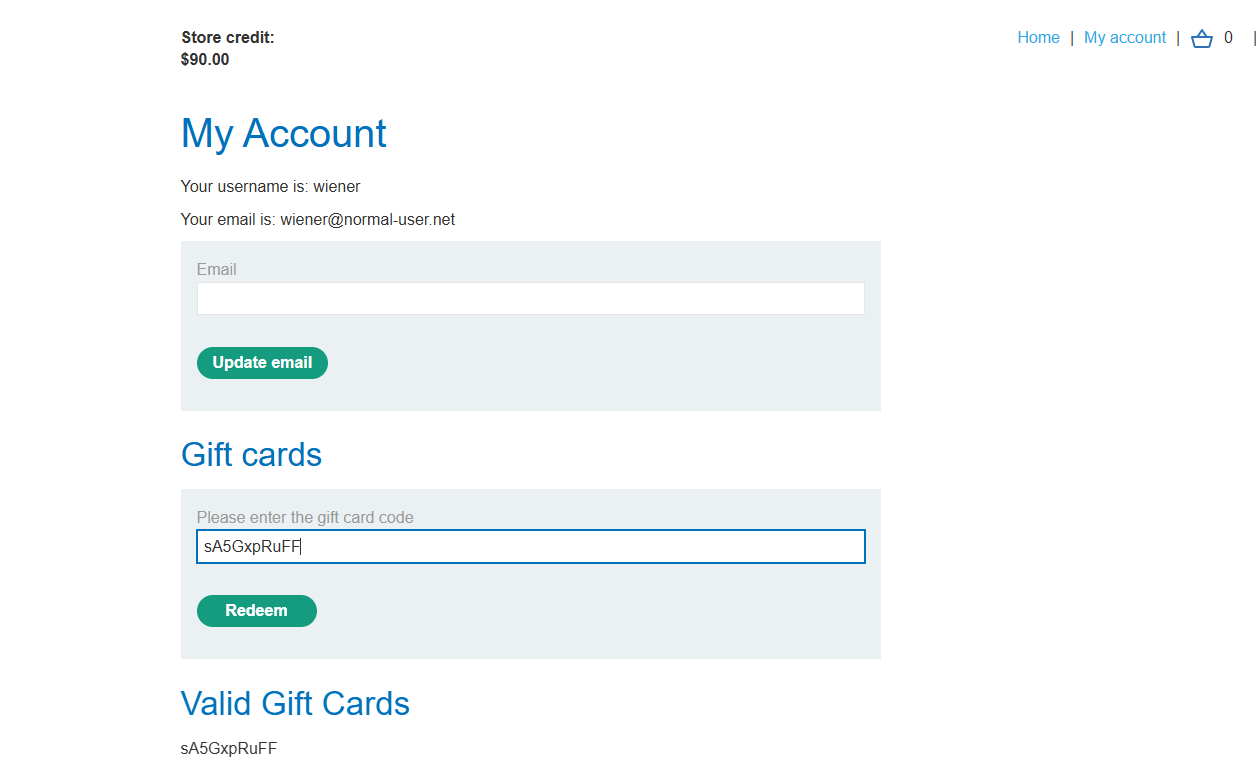 Store credit:
$90.00
Home | My account | 0 |
My Account
Your username is: wiener
Your email is: wiener@normal-user.net
Email
Update email
Gift cards
Please enter the gift card code
sA5GxpRuFF
Redeem
Valid Gift Cards
sA5GxpRuFF